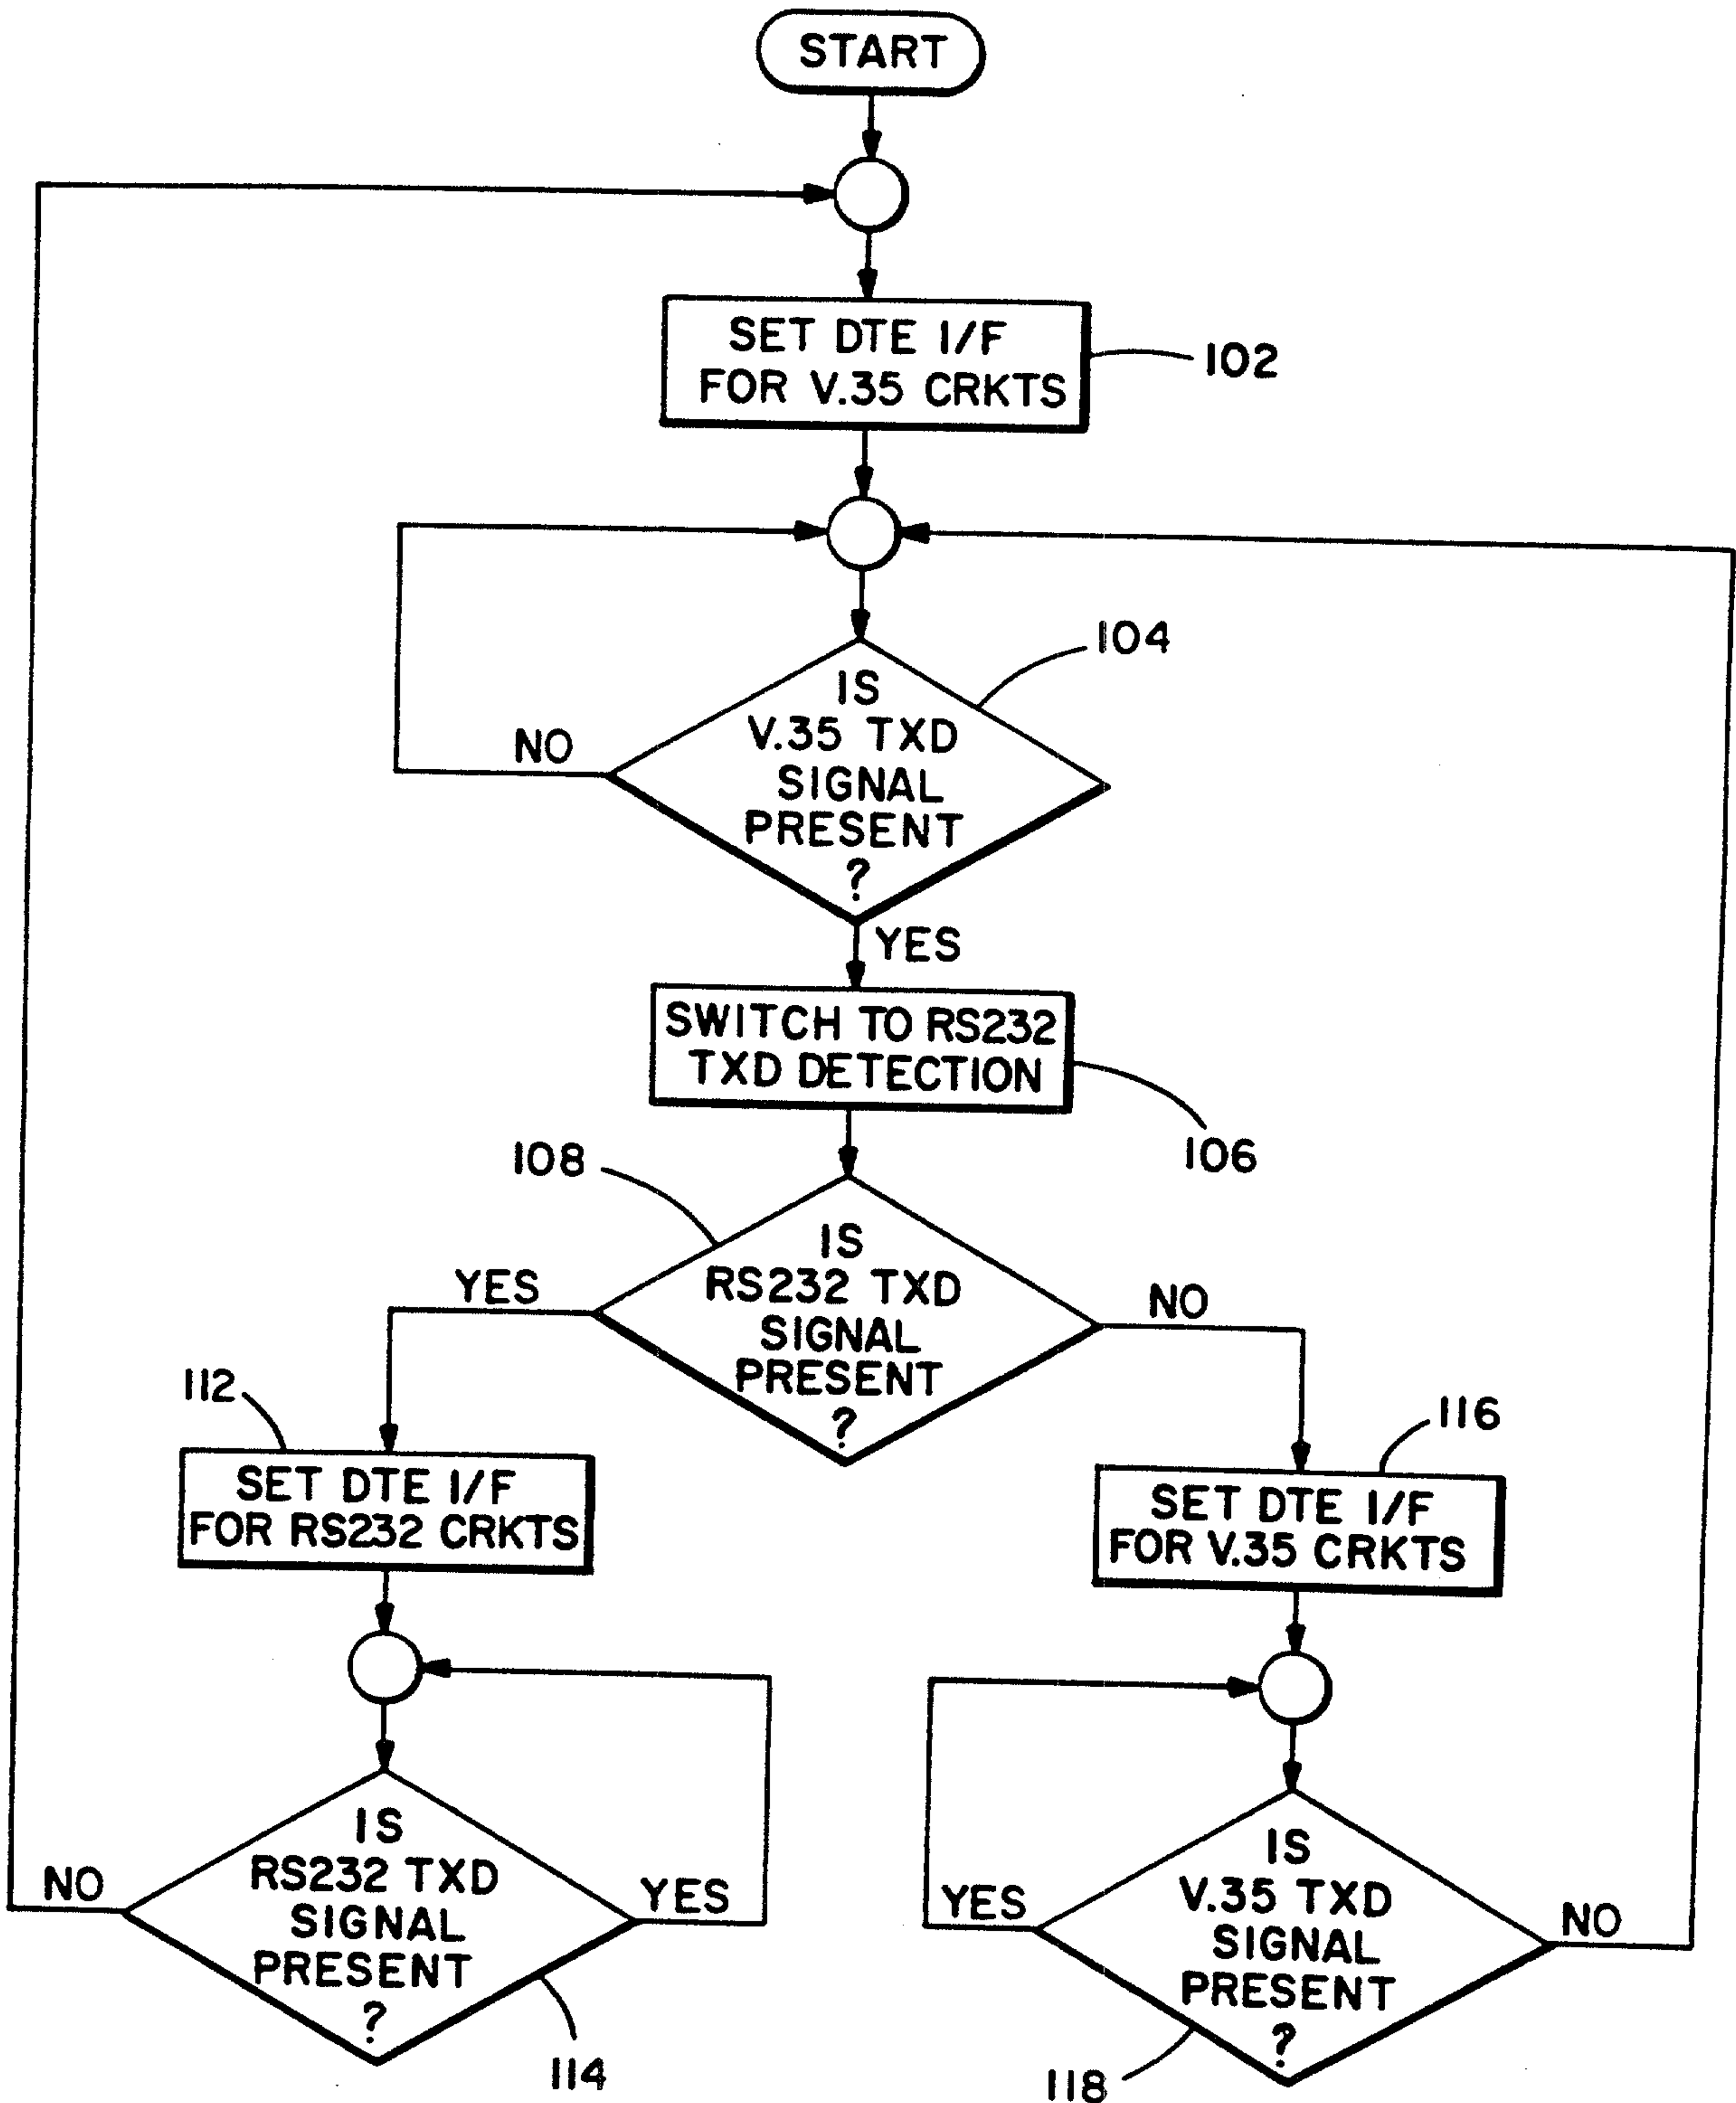 START
SET DTE I/F
FOR V.35 CRKTS
102
104
IS
V.35 TXD
SIGNAL
PRESENT
?
NO
YES
SWITCH TO RS232
TXD DETECTION
106
108
IS
RS232 TXD
SIGNAL
PRESENT
?
YES
NO
112
SET DTE I/F
FOR RS232 CRKTS
116
SET DTE I/F
FOR V.35 CRKTS
IS
RS232 TXD
SIGNAL
PRESENT
?
NO
YES
114
IS
V.35 TXD
SIGNAL
PRESENT
?
YES
NO
118